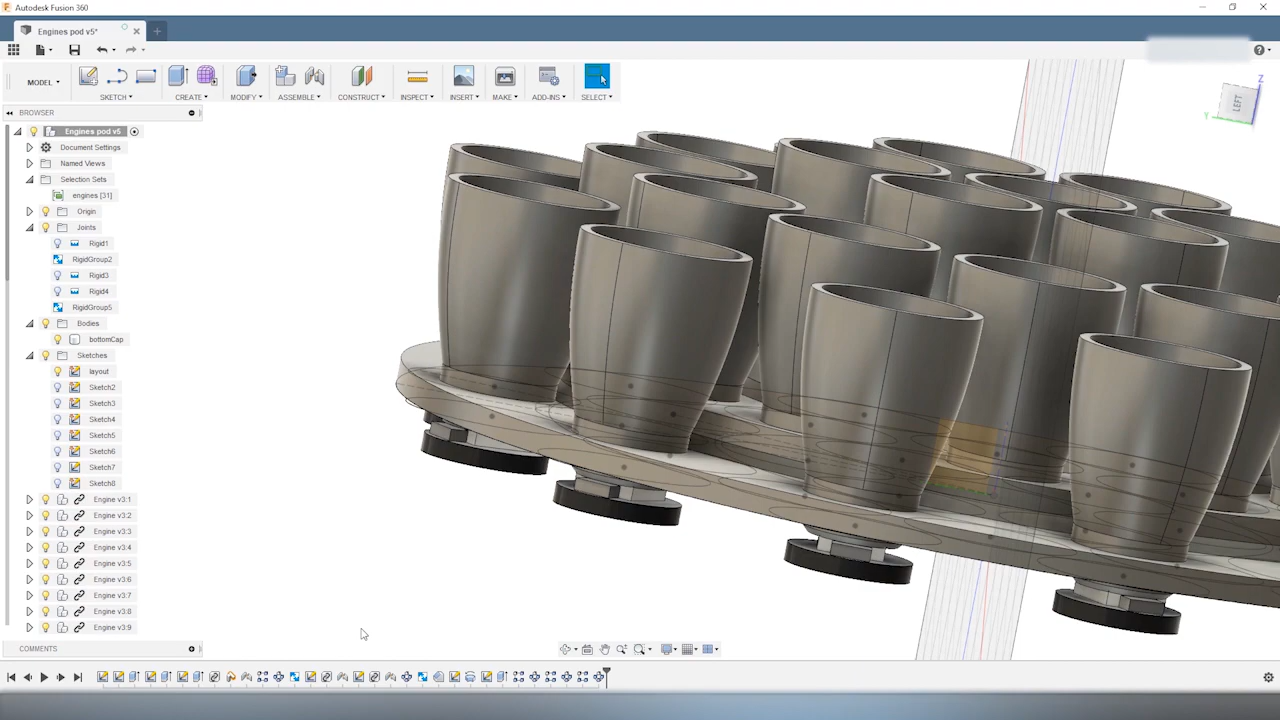 Autodesk Fusion 360
Engines pod v5*
MODEL
SKETCH
CREATE
MODIFY
ASSEMBLE
CONSTRUCT
INSPECT
INSERT
MAKE
ADD-INS
SELECT
BROWSER
Engines pod v5
Document Settings
Named Views
Selection Sets
engines [31]
Origin
Joints
Rigid1
RigidGroup2
Rigid3
Rigid4
RigidGroup5
Bodies
bottomCap
Sketches
layout
Sketch2
Sketch3
Sketch4
Sketch5
Sketch6
Sketch7
Sketch8
Engine v3:1
Engine v3:2
Engine v3:3
Engine v3:4
Engine v3:5
Engine v3:6
Engine v3:7
Engine v3:8
Engine v3:9
COMMENTS
Z
LEFT
Y